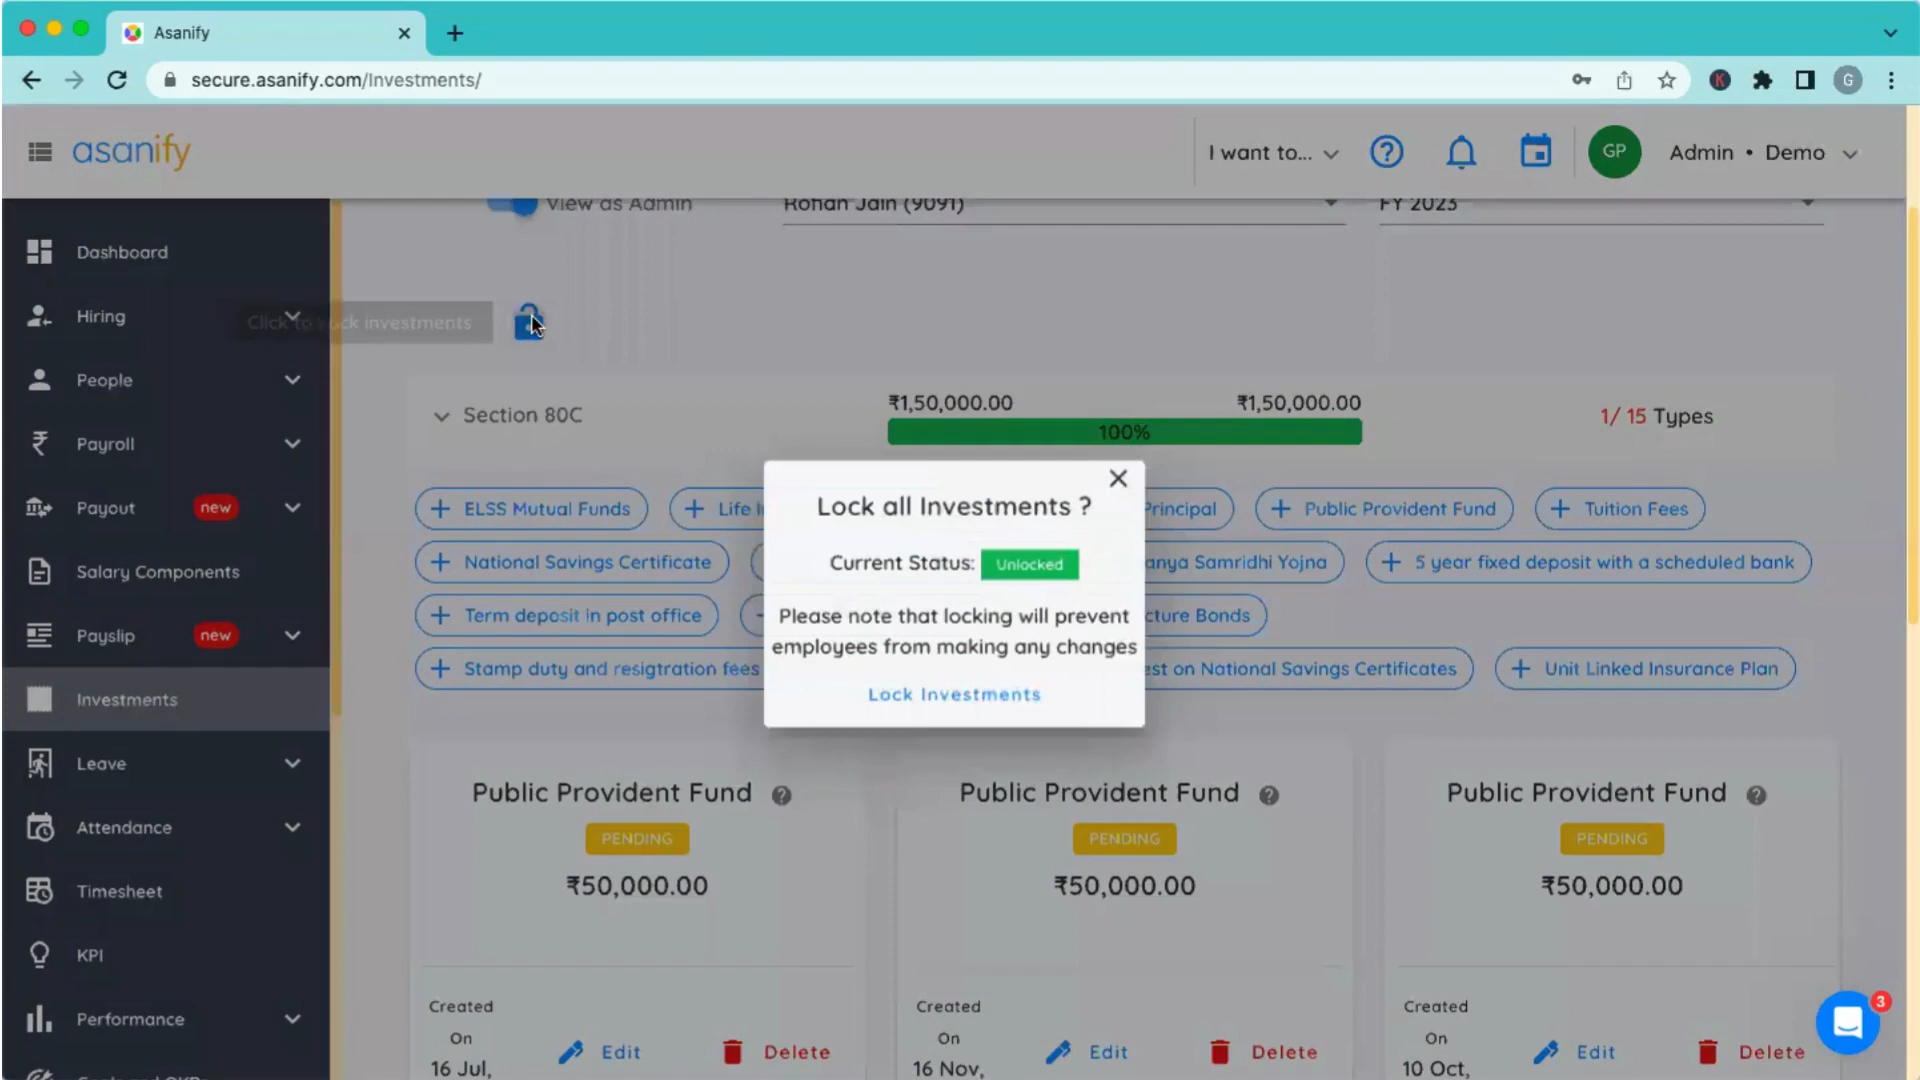 Asanify
secure.asanify.com/Investments/
K
G
asanify
I want to...
GP
Admin • Demo
View as Admin
Rohan Jain (9091)
FY 2023
Dashboard
Hiring
Click to lock investments
People
Payroll
Payout new
Salary Components
Payslip new
Investments
Leave
Attendance
Timesheet
KPI
Performance
Section 80C
₹1,50,000.00 ₹1,50,000.00
100%
1/ 15 Types
ELSS Mutual Funds
Life
Principal
Public Provident Fund
Tuition Fees
National Savings Certificate
anya Samridhi Yojna
5 year fixed deposit with a scheduled bank
Term deposit in post office
cture Bonds
Stamp duty and resigtration fees
est on National Savings Certificates
Unit Linked Insurance Plan
Lock all Investments ?
Current Status: Unlocked
Please note that locking will prevent
employees from making any changes
Lock Investments
Public Provident Fund
PENDING
₹50,000.00
Created
On
16 Jul,
Edit Delete
Public Provident Fund
PENDING
₹50,000.00
Created
On
16 Nov,
Edit Delete
Public Provident Fund
PENDING
₹50,000.00
Created
On
10 Oct,
Edit Delete
3